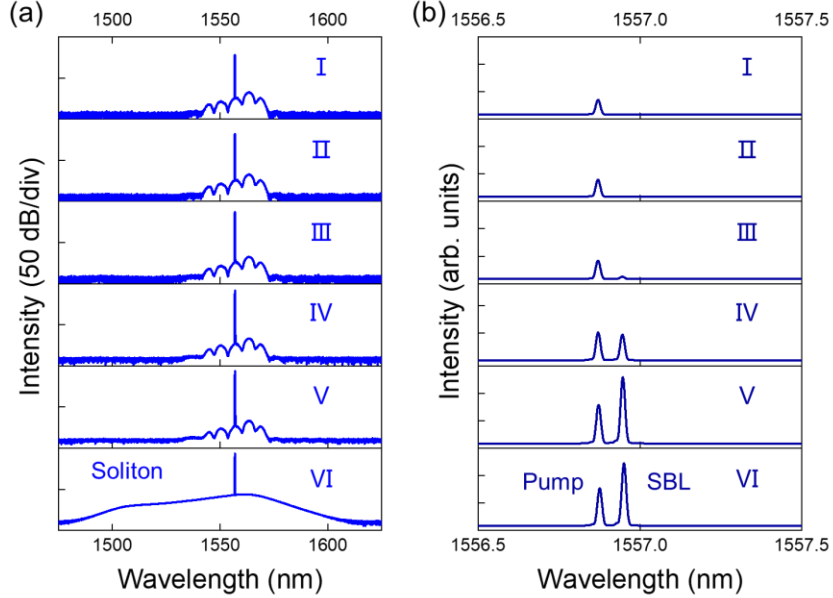 (a)
1500 1550 1600
I
II
III
IV
V
Soliton VI
1500 1550 1600
Wavelength (nm)
Intensity (50 dB/div)
(b)
1556.5 1557.0 1557.5
I
II
III
IV
V
Pump SBL VI
1556.5 1557.0 1557.5
Wavelength (nm)
Intensity (arb. units)